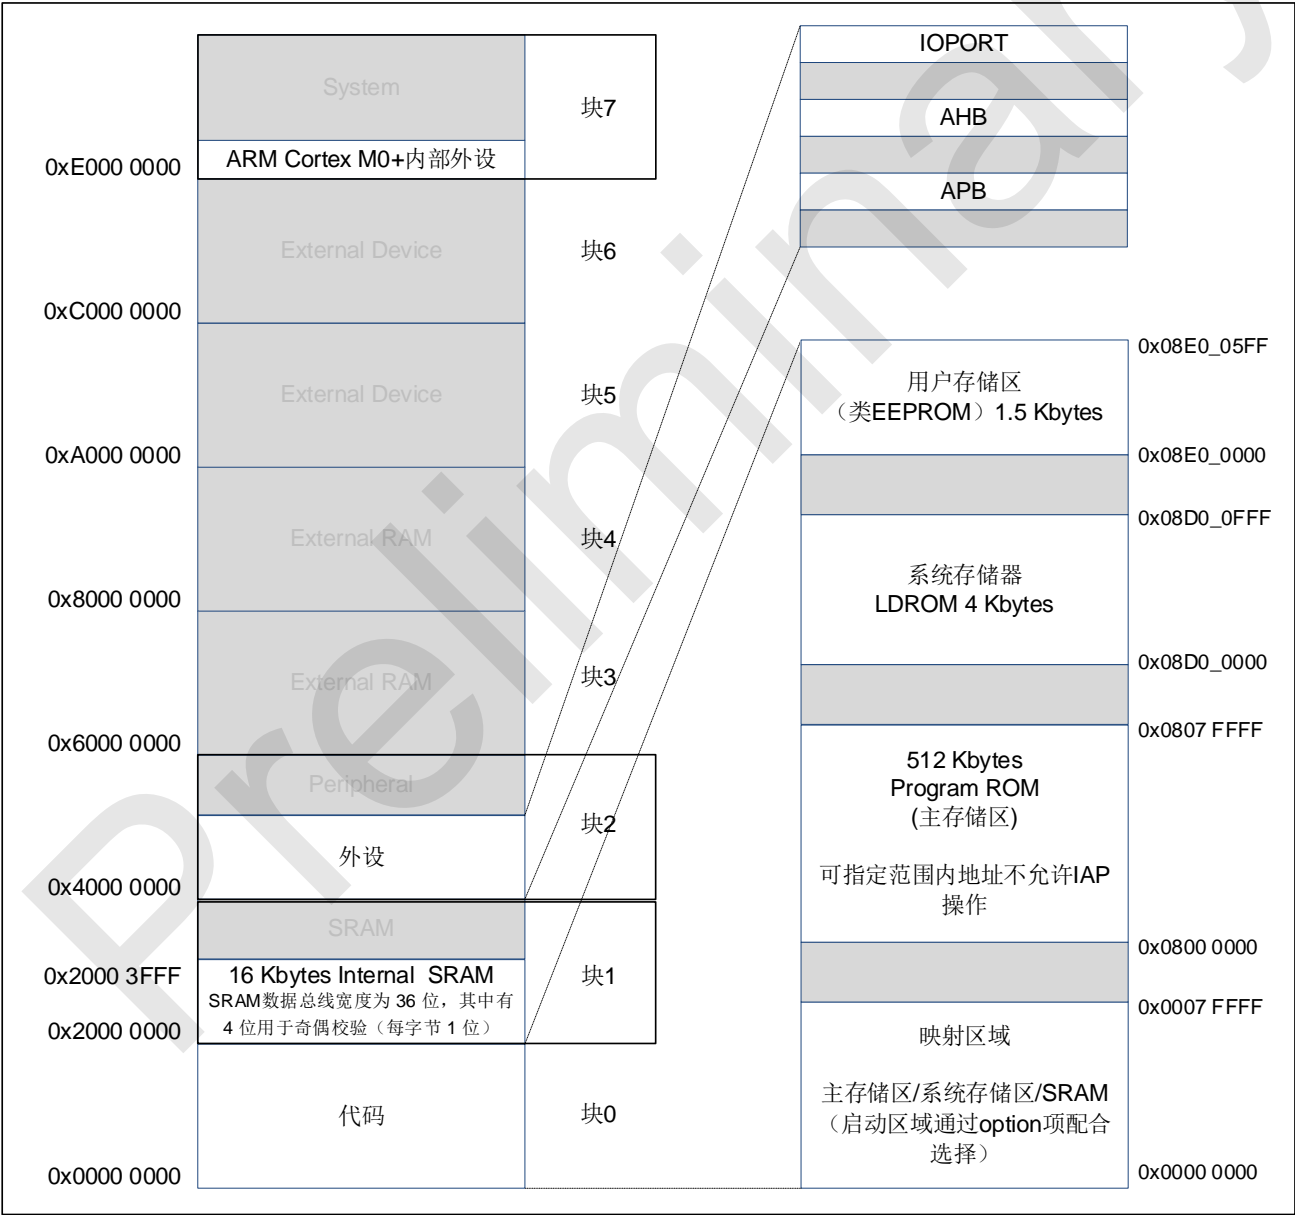 System
块7
0xE000 0000
ARM Cortex M0+内部外设
External Device
块6
0xC000 0000
External Device
块5
0xA000 0000
External RAM
块4
0x8000 0000
External RAM
块3
0x6000 0000
Peripheral
块2
外设
0x4000 0000
SRAM
0x2000 3FFF
16 Kbytes Internal SRAM
块1
SRAM数据总线宽度为 36 位，其中有
4 位用于奇偶校验（每字节 1 位）
0x2000 0000
代码
块0
0x0000 0000
IOPORT
AHB
APB
0x08E0_05FF
用户存储区
（类EEPROM）1.5 Kbytes
0x08E0_0000
0x08D0_0FFF
系统存储器
LDROM 4 Kbytes
0x08D0_0000
0x0807 FFFF
512 Kbytes
Program ROM
(主存储区)
可指定范围内地址不允许IAP
操作
0x0800 0000
0x0007 FFFF
映射区域
主存储区/系统存储区/SRAM
（启动区域通过option项配合
选择）
0x0000 0000
Preliminary